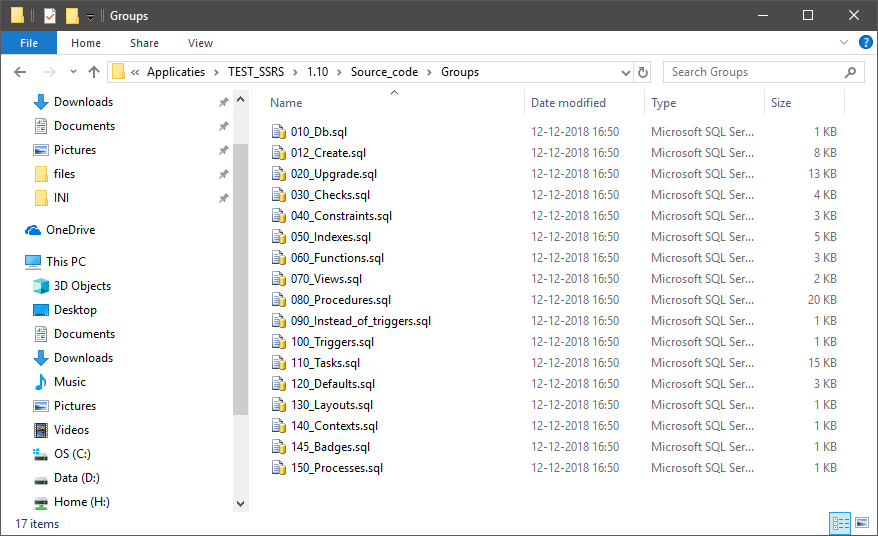 Groups
File Home Share View
« Applicaties > TEST_SSRS > 1.10 > Source_code > Groups
Search Groups
Downloads
Documents
Pictures
files
INI
OneDrive
This PC
3D Objects
Desktop
Documents
Downloads
Music
Pictures
Videos
OS (C:)
Data (D:)
Home (H:)
Name Date modified Type Size
010_Db.sql 12-12-2018 16:50 Microsoft SQL Ser... 1 KB
012_Create.sql 12-12-2018 16:50 Microsoft SQL Ser... 8 KB
020_Upgrade.sql 12-12-2018 16:50 Microsoft SQL Ser... 13 KB
030_Checks.sql 12-12-2018 16:50 Microsoft SQL Ser... 4 KB
040_Constraints.sql 12-12-2018 16:50 Microsoft SQL Ser... 3 KB
050_Indexes.sql 12-12-2018 16:50 Microsoft SQL Ser... 5 KB
060_Functions.sql 12-12-2018 16:50 Microsoft SQL Ser... 3 KB
070_Views.sql 12-12-2018 16:50 Microsoft SQL Ser... 2 KB
080_Procedures.sql 12-12-2018 16:50 Microsoft SQL Ser... 20 KB
090_Instead_of_triggers.sql 12-12-2018 16:50 Microsoft SQL Ser... 1 KB
100_Triggers.sql 12-12-2018 16:50 Microsoft SQL Ser... 1 KB
110_Tasks.sql 12-12-2018 16:50 Microsoft SQL Ser... 15 KB
120_Defaults.sql 12-12-2018 16:50 Microsoft SQL Ser... 3 KB
130_Layouts.sql 12-12-2018 16:50 Microsoft SQL Ser... 1 KB
140_Contexts.sql 12-12-2018 16:50 Microsoft SQL Ser... 1 KB
145_Badges.sql 12-12-2018 16:50 Microsoft SQL Ser... 1 KB
150_Processes.sql 12-12-2018 16:50 Microsoft SQL Ser... 1 KB
17 items